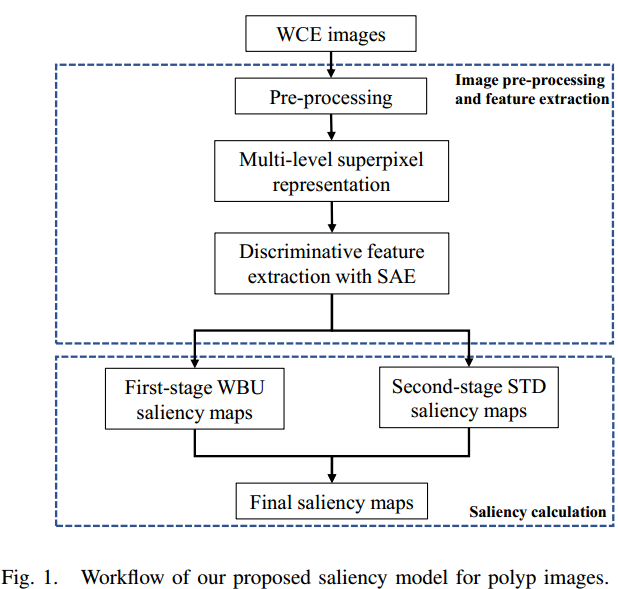 WCE images
Image pre-processing
and feature extraction
Pre-processing
Multi-level superpixel
representation
Discriminative feature
extraction with SAE
First-stage WBU
saliency maps
Second-stage STD
saliency maps
Final saliency maps
Saliency calculation
Fig. 1. Workflow of our proposed saliency model for polyp images.